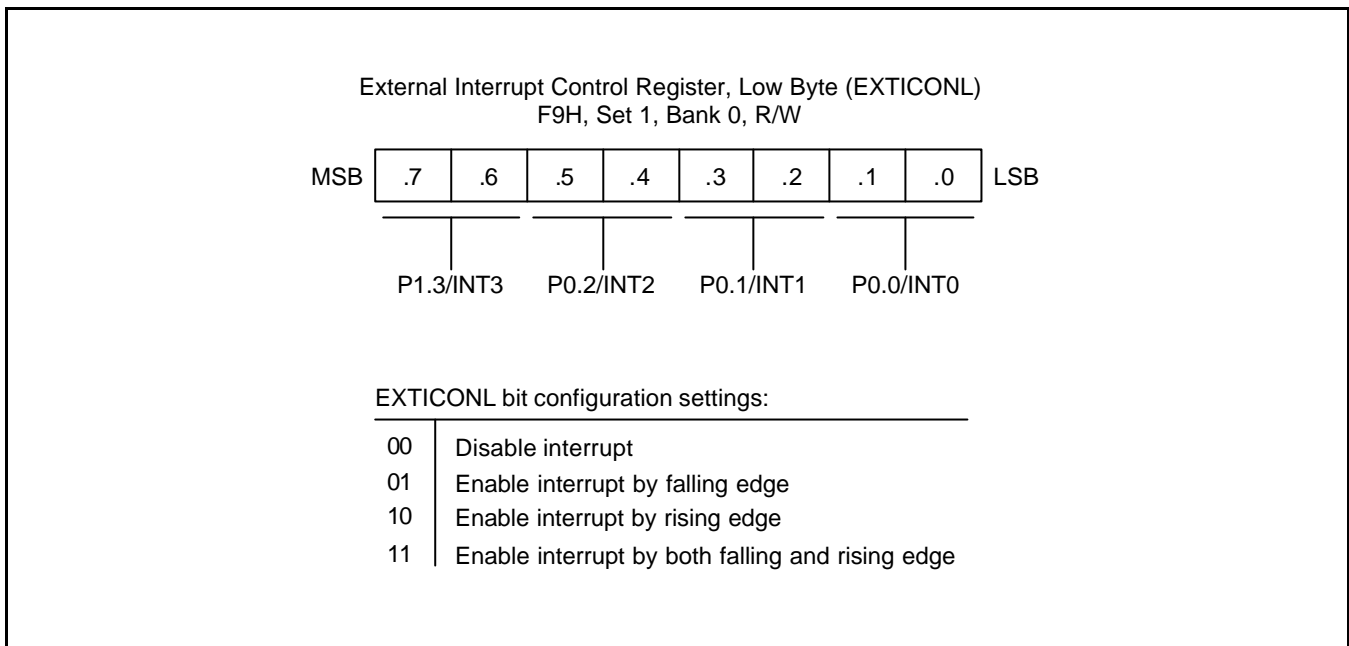 External Interrupt Control Register, Low Byte (EXTICONL)
F9H, Set 1, Bank 0, R/W
MSB .7 .6 .5 .4 .3 .2 .1 .0 LSB
P1.3/INT3 P0.2/INT2 P0.1/INT1 P0.0/INT0
EXTICONL bit configuration settings:
00 Disable interrupt
01 Enable interrupt by falling edge
10 Enable interrupt by rising edge
11 Enable interrupt by both falling and rising edge